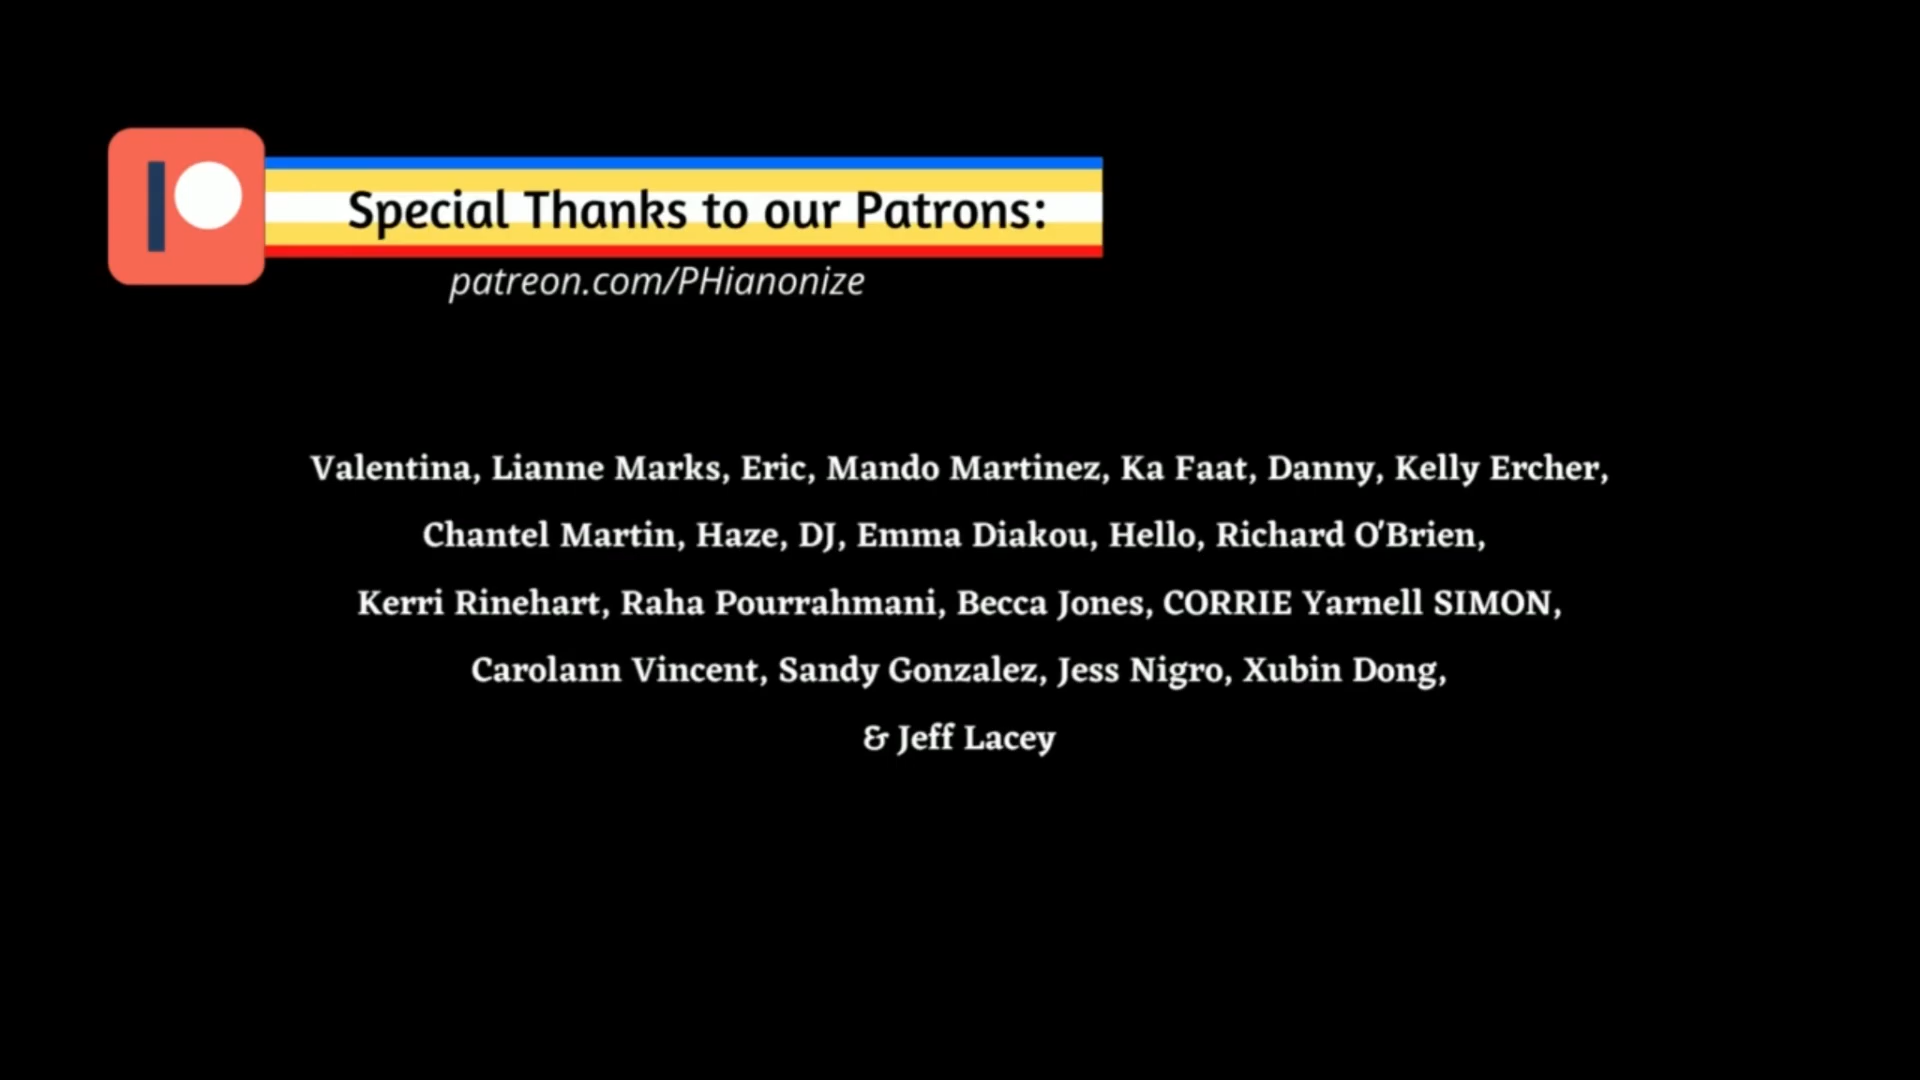 Special Thanks to our Patrons:
patreon.com/PHianonize
Valentina, Lianne Marks, Eric, Mando Martinez, Ka Faat, Danny, Kelly Ercher,
Chantel Martin, Haze, DJ, Emma Diakou, Hello, Richard O'Brien,
Kerri Rinehart, Raha Pourrahmani, Becca Jones, CORRIE Yarnell SIMON,
Carolann Vincent, Sandy Gonzalez, Jess Nigro, Xubin Dong,
& Jeff Lacey